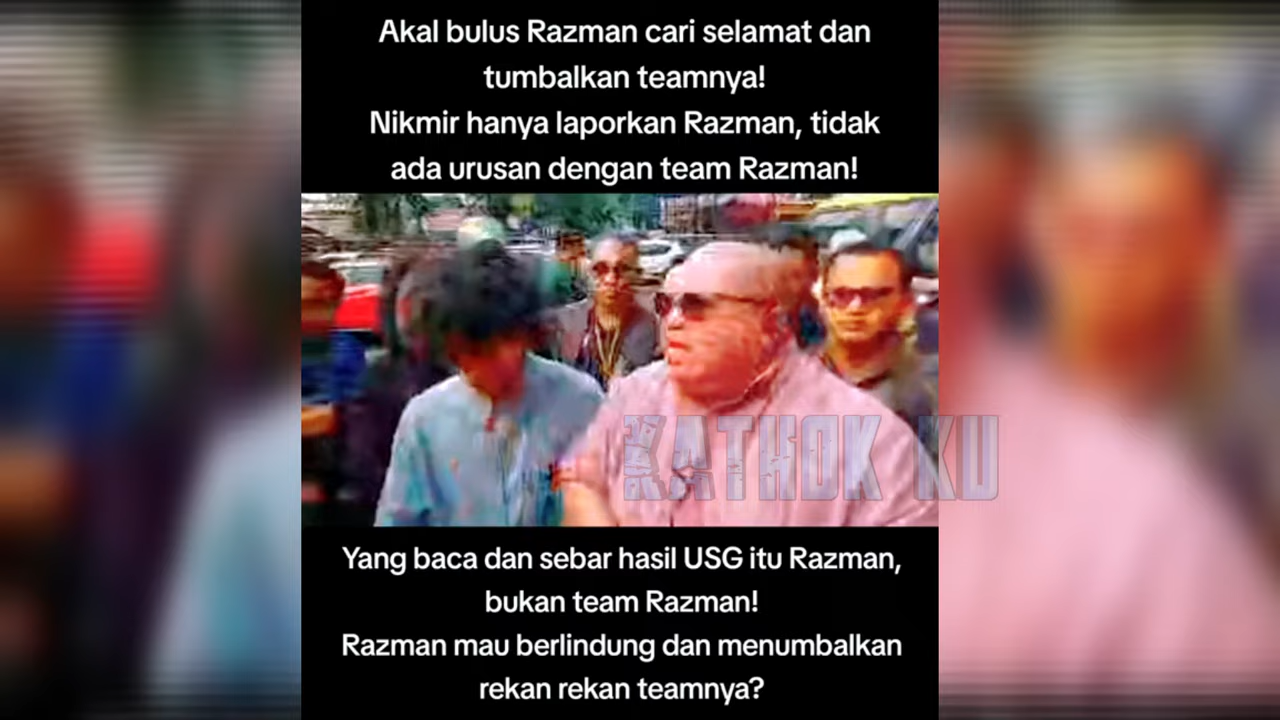 Akal bulus Razman cari selamat dan
tumbalkan teamnya!
Nikmir hanya laporkan Razman, tidak
ada urusan dengan team Razman!
KATHOK KU
Yang baca dan sebar hasil USG itu Razman,
bukan team Razman!
Razman mau berlindung dan menumbalkan
rekan rekan teamnya?